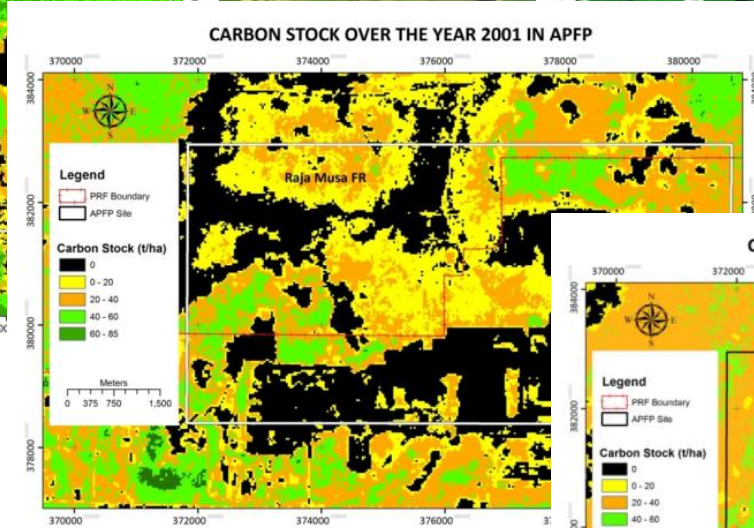 CARBON STOCK OVER THE YEAR 2001 IN APFP
370000 372000 374000 376000 378000 380000
384000
N
W E
S
Legend
PRF Boundary
APFP Site
Raja Musa FR
382000
Carbon Stock (t/ha)
0
0 - 20
20 - 40
40 - 60
60 - 85
380000
Meters
0 375 750 1,500
378000
370000 372000 374000 376000
370000 372000
384000
N
W E
S
Legend
PRF Boundary
APFP Site
382000
Carbon Stock (t/ha)
0
0 - 20
20 - 40
40 - 60